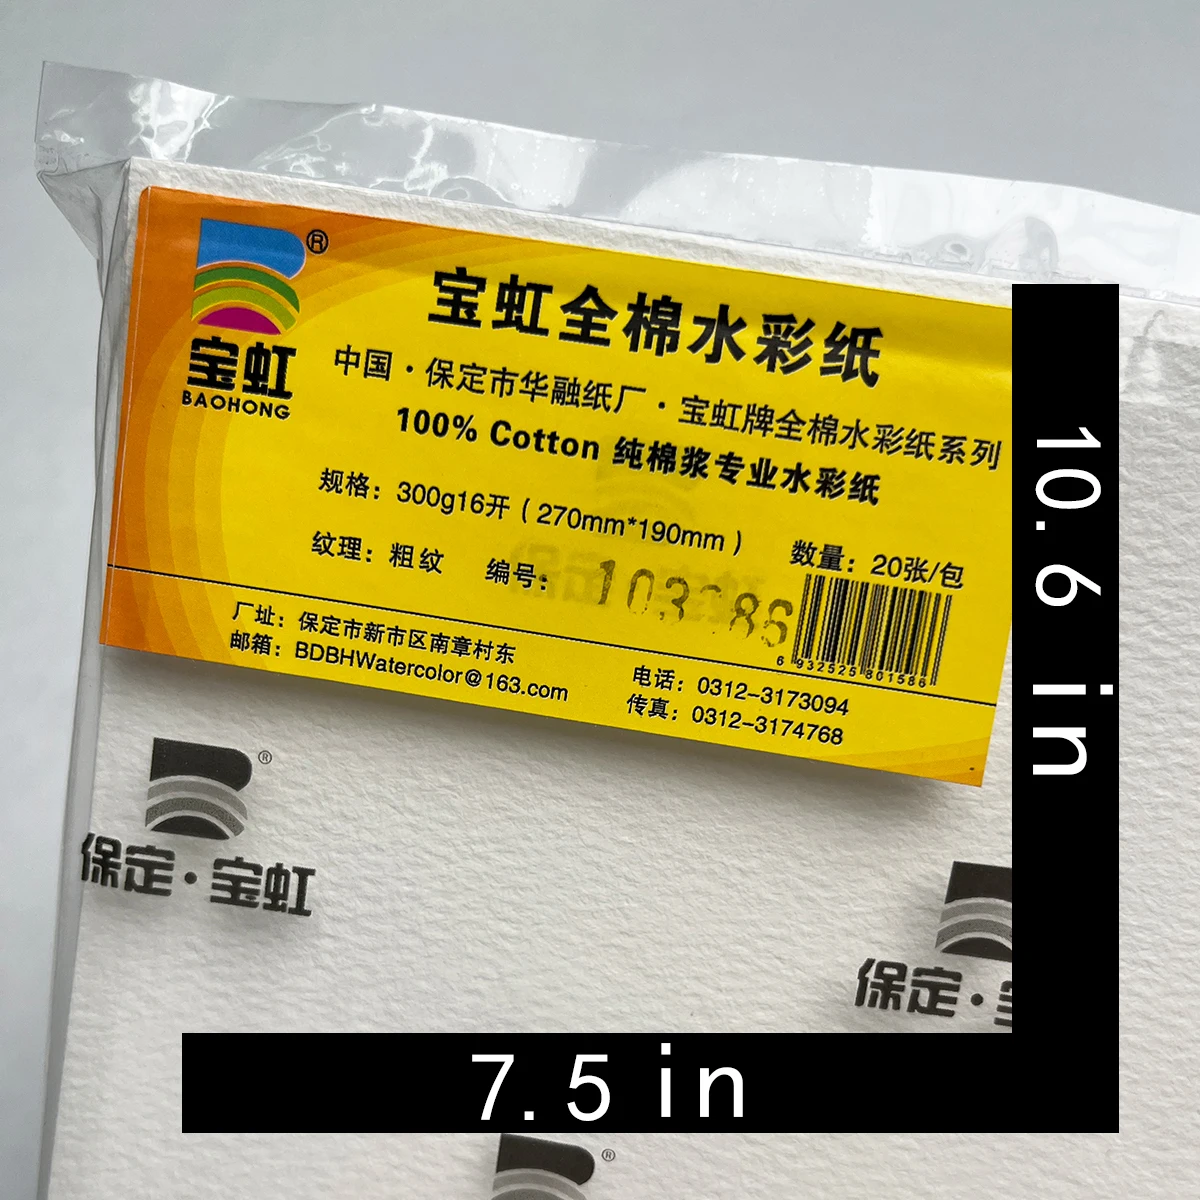 ®
宝虹
BAOHONG
宝虹全棉水彩纸
中国·保定市华融纸厂·宝虹牌全棉水彩纸系列
100% Cotton 纯棉浆专业水彩纸
规格：300g16开（270mm*190mm）
纹理：粗纹 编号： 数量：20张/包
6 932525 801586
厂址：保定市新市区南章村东
邮箱：BDBHWatercolor@163.com
电话：0312-3173094
传真：0312-3174768
10.6 in
®
保定·宝虹
保定·
7.5 in
®